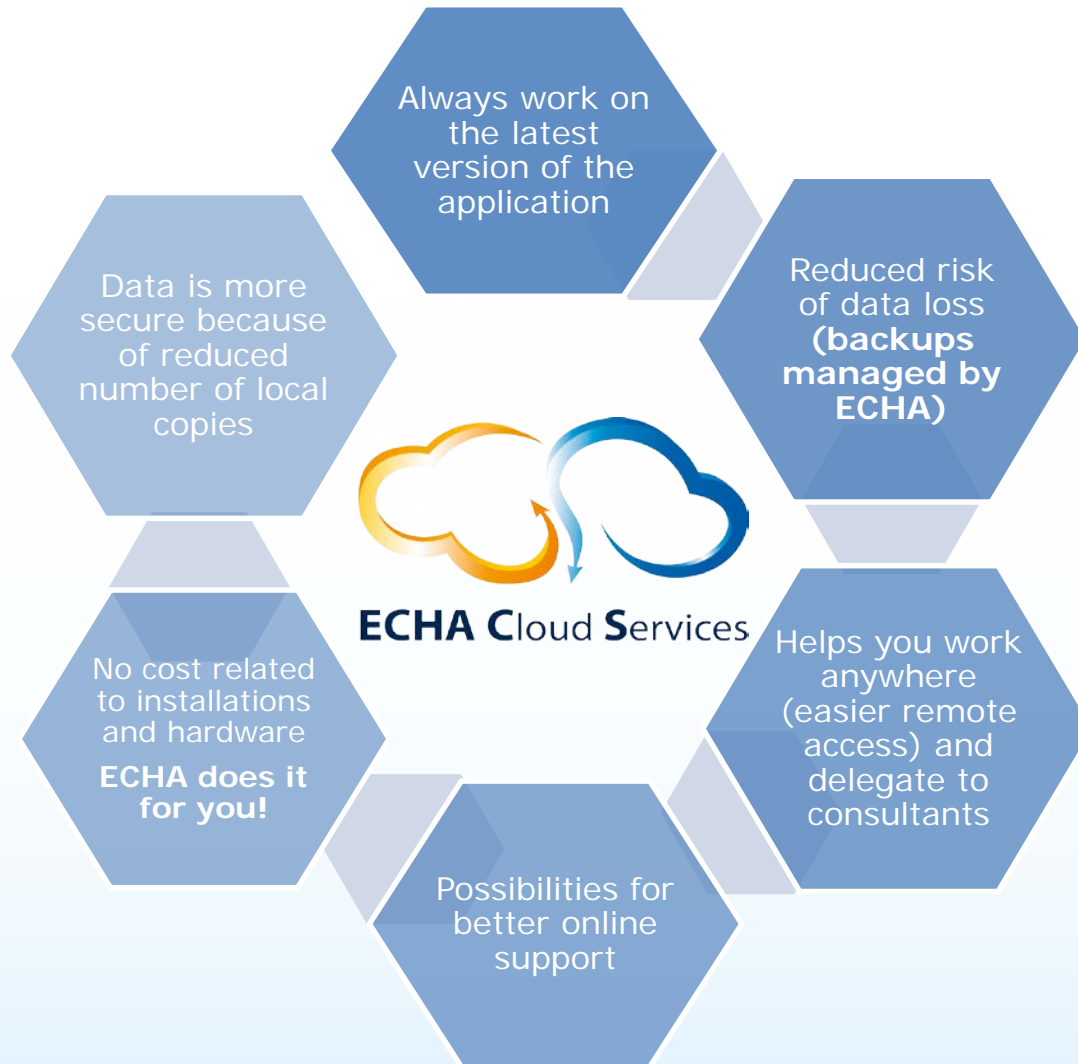 Always work on
the latest
version of the
application
Reduced risk
of data loss
(backups
managed by
ECHA)
Helps you work
anywhere
(easier remote
access) and
delegate to
consultants
Possibilities for
better online
support
No cost related
to installations
and hardware
ECHA does it
for you!
Data is more
secure because
of reduced
number of local
copies
ECHA Cloud Services